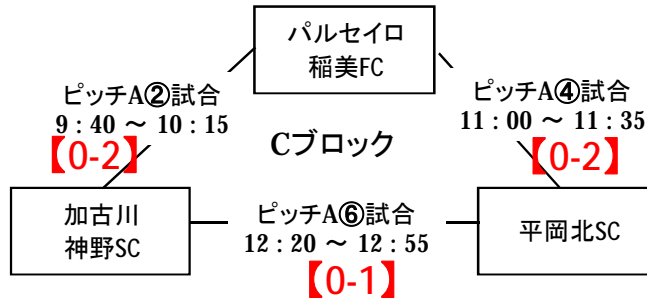 パルセイロ
稲美FC
ピッチA②試合
9:40 ~ 10:15
【0-2】
ピッチA④試合
11:00 ~ 11:35
【0-2】
Cブロック
加古川
神野SC
ピッチA⑥試合
12:20 ~ 12:55
【0-1】
平岡北SC